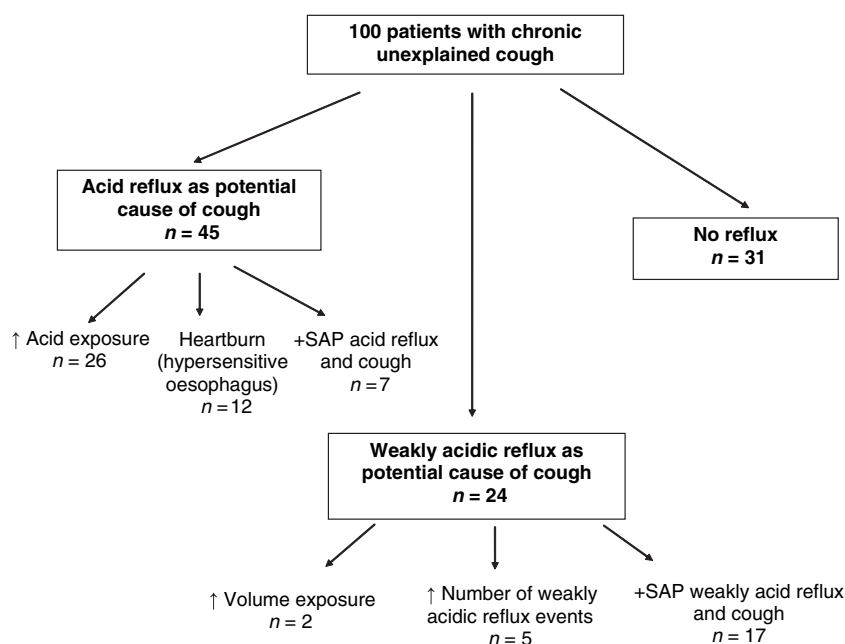 100 patients with chronic
unexplained cough
Acid reflux as potential
cause of cough
n = 45
No reflux
n = 31
↑ Acid exposure
n = 26
Heartburn
(hypersensitive
oesophagus)
n = 12
+SAP acid reflux
and cough
n = 7
Weakly acidic reflux as
potential cause of cough
n = 24
↑ Volume exposure
n = 2
↑ Number of weakly
acidic reflux events
n = 5
+SAP weakly acid reflux
and cough
n = 17